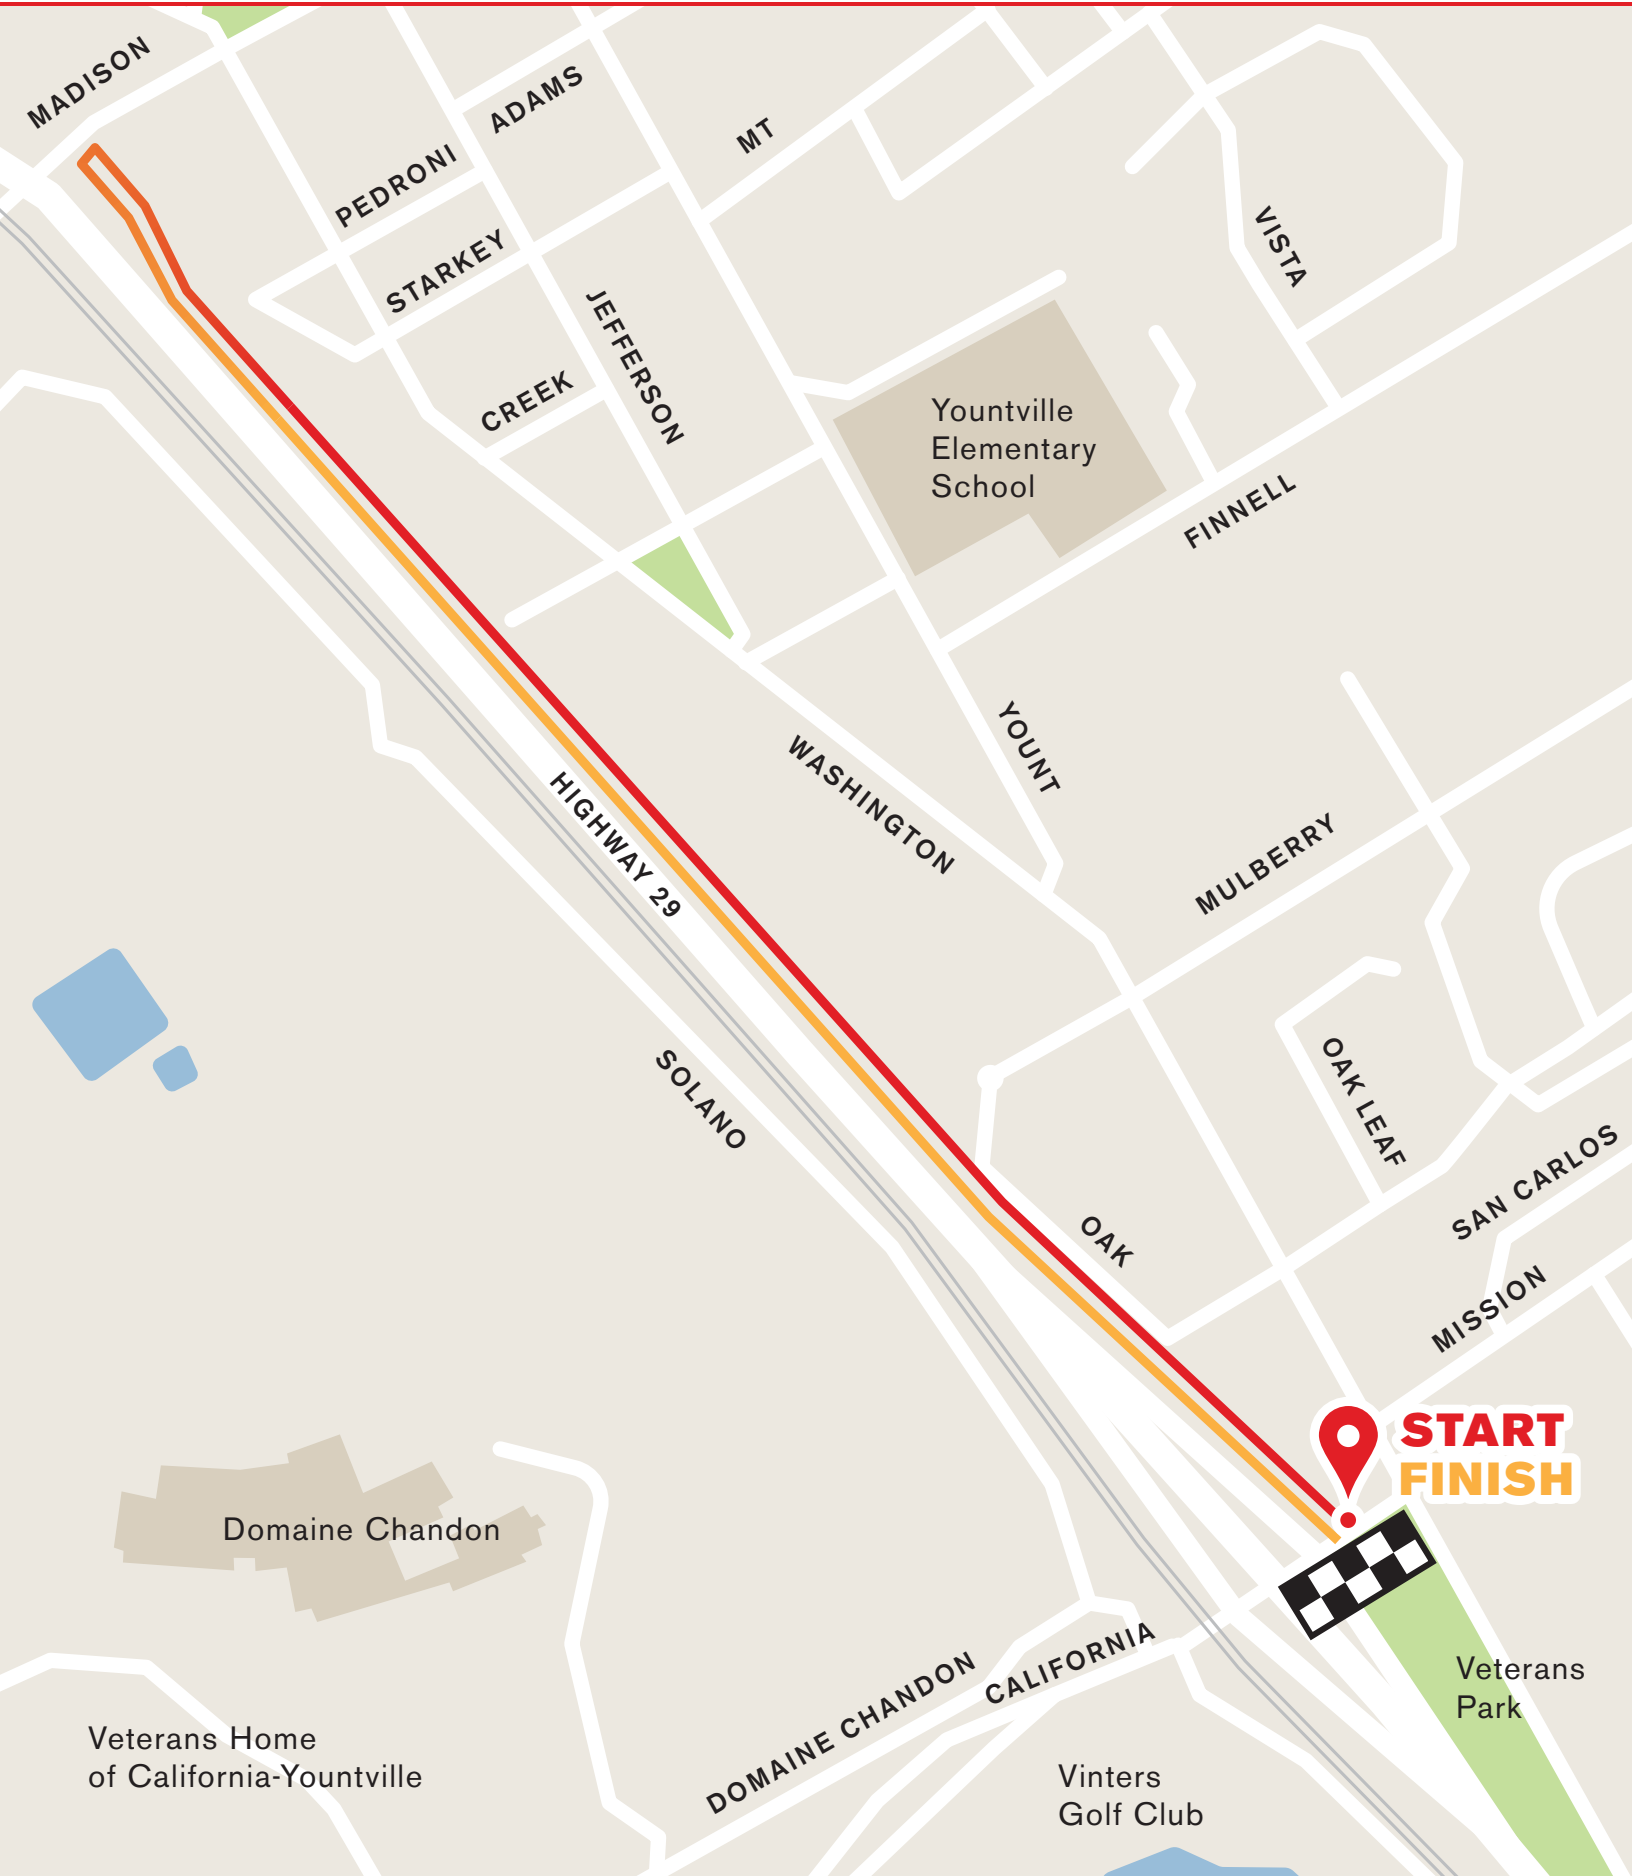 MADISON
ADAMS
MT
PEDRONI
STARKEY
VISTA
JEFFERSON
CREEK
Yountville
Elementary
School
FINNELL
YOUNT
WASHINGTON
HIGHWAY 29
MULBERRY
SOLANO
OAK LEAF
SAN CARLOS
OAK
MISSION
START
FINISH
Domaine Chandon
CALIFORNIA
DOMAINE CHANDON
Veterans
Park
Veterans Home
of California-Yountville
Vinters
Golf Club